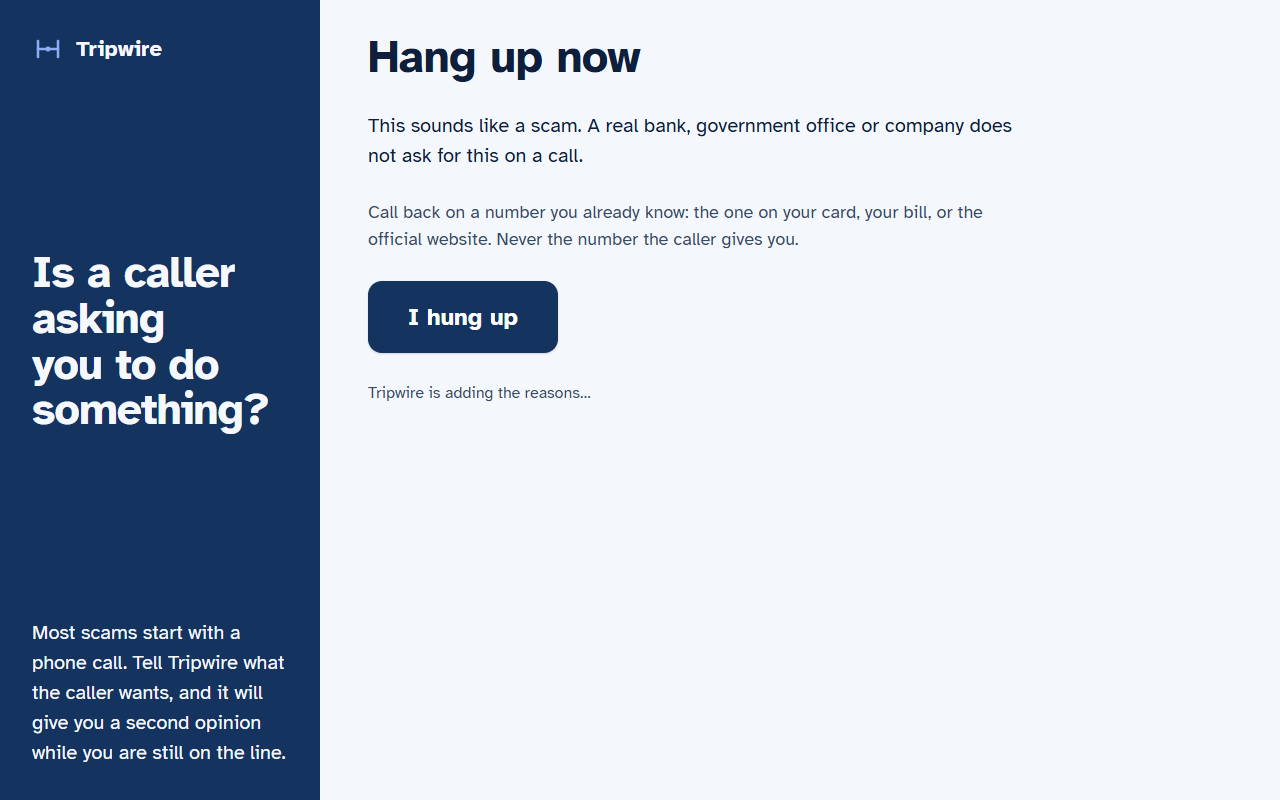 Tripwire
Is a caller
asking
you to do
something?
Most scams start with a
phone call. Tell Tripwire what
the caller wants, and it will
give you a second opinion
while you are still on the line.
Hang up now
This sounds like a scam. A real bank, government office or company does
not ask for this on a call.
Call back on a number you already know: the one on your card, your bill, or the
official website. Never the number the caller gives you.
I hung up
Tripwire is adding the reasons...